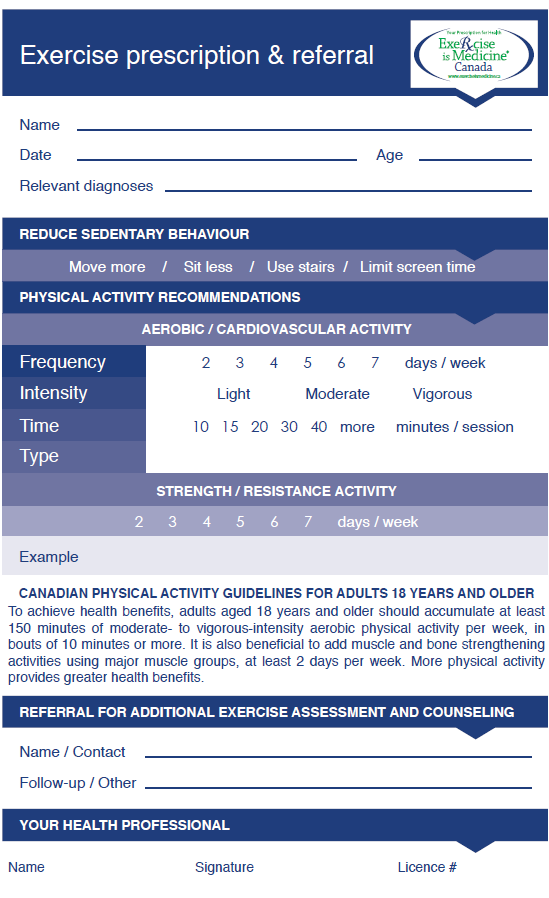 Exercise prescription & referral
Your Prescription for Health
ExeRxcise
is Medicine®
Canada
www.exerciseismedicine.ca
Name
Date Age
Relevant diagnoses
REDUCE SEDENTARY BEHAVIOUR
Move more / Sit less / Use stairs / Limit screen time
PHYSICAL ACTIVITY RECOMMENDATIONS
AEROBIC / CARDIOVASCULAR ACTIVITY
Frequency 2 3 4 5 6 7 days / week
Intensity Light Moderate Vigorous
Time 10 15 20 30 40 more minutes / session
Type
STRENGTH / RESISTANCE ACTIVITY
2 3 4 5 6 7 days / week
Example
CANADIAN PHYSICAL ACTIVITY GUIDELINES FOR ADULTS 18 YEARS AND OLDER
To achieve health benefits, adults aged 18 years and older should accumulate at least
150 minutes of moderate- to vigorous-intensity aerobic physical activity per week, in
bouts of 10 minutes or more. It is also beneficial to add muscle and bone strengthening
activities using major muscle groups, at least 2 days per week. More physical activity
provides greater health benefits.
REFERRAL FOR ADDITIONAL EXERCISE ASSESSMENT AND COUNSELING
Name / Contact
Follow-up / Other
YOUR HEALTH PROFESSIONAL
Name Signature Licence #